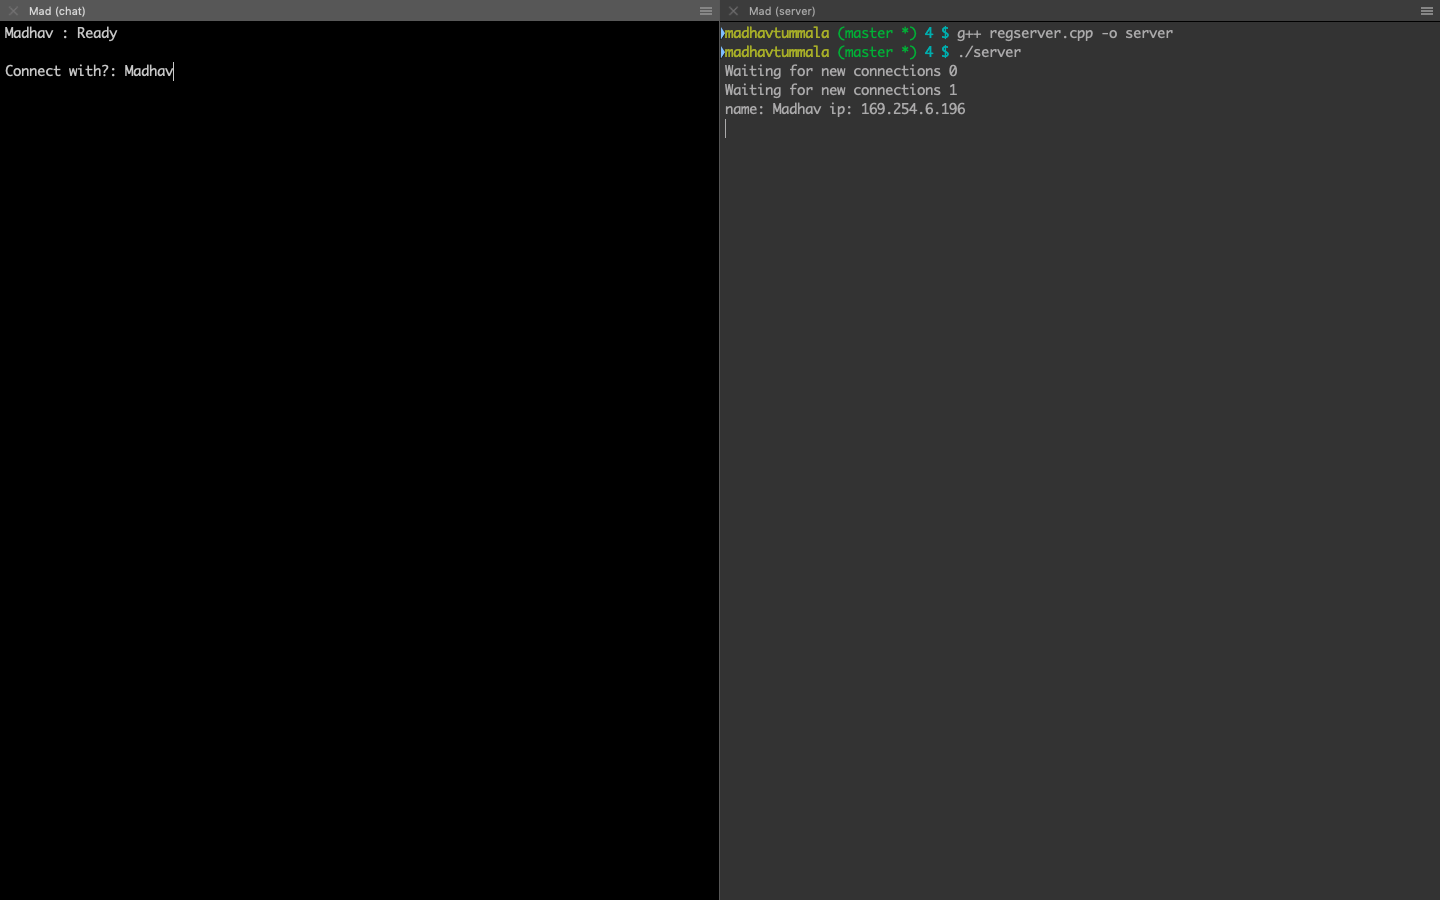 Mad (chat)
Madhav : Ready
Connect with?: Madhav
Mad (server)
madhavtummala (master *) 4 $ g++ regserver.cpp -o server
madhavtummala (master *) 4 $ ./server
Waiting for new connections 0
Waiting for new connections 1
name: Madhav ip: 169.254.6.196